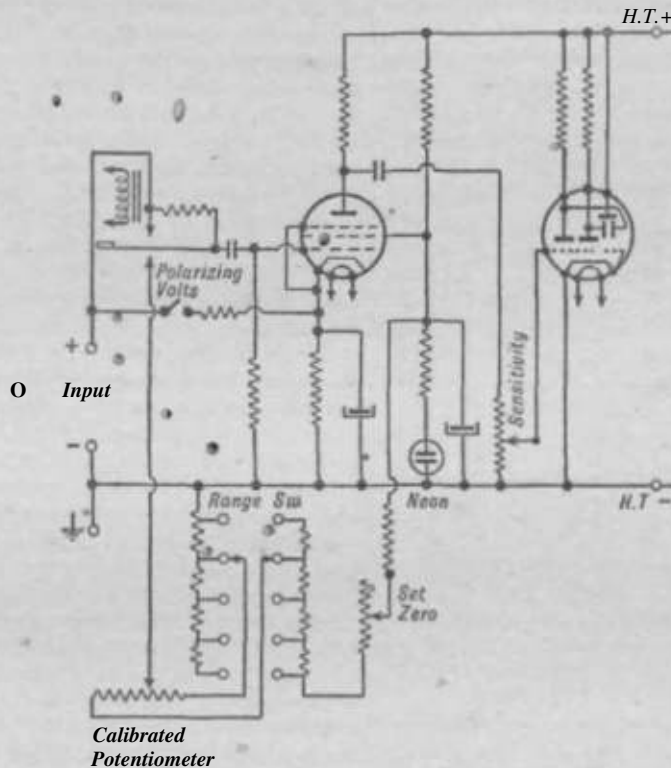 H.T.+
Polarizing
Volts
+
O Input
Sensitivity
-
Range Sw
Neon
H.T -
Set
Zero
Calibrated
Potentiometer